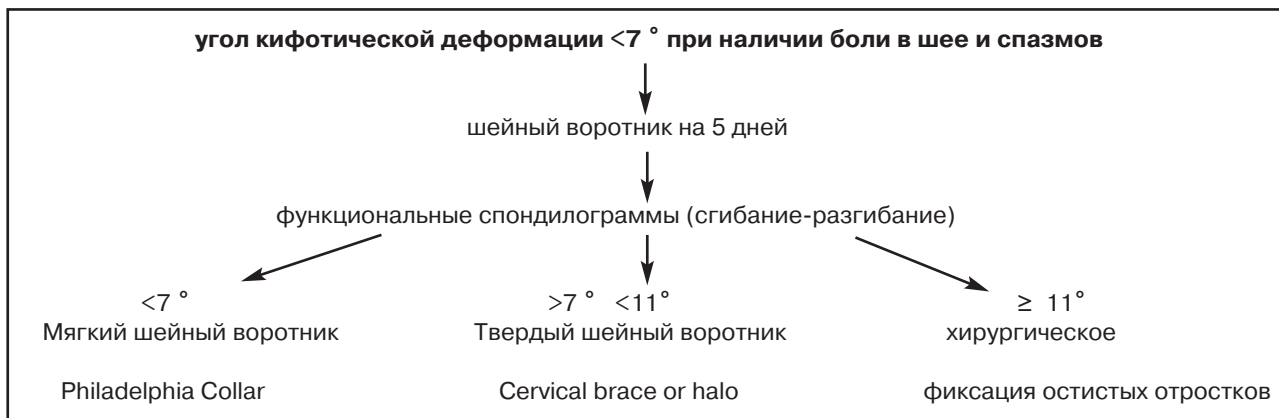 угол кифотической деформации <7 ° при наличии боли в шее и спазмов
шейный воротник на 5 дней
функциональные спондилограммы (сгибание-разгибание)
<7 ° >7 ° <11° ≥ 11°
Мягкий шейный воротник Твердый шейный воротник хирургическое
Philadelphia Collar Cervical brace or halo фиксация остистых отростков